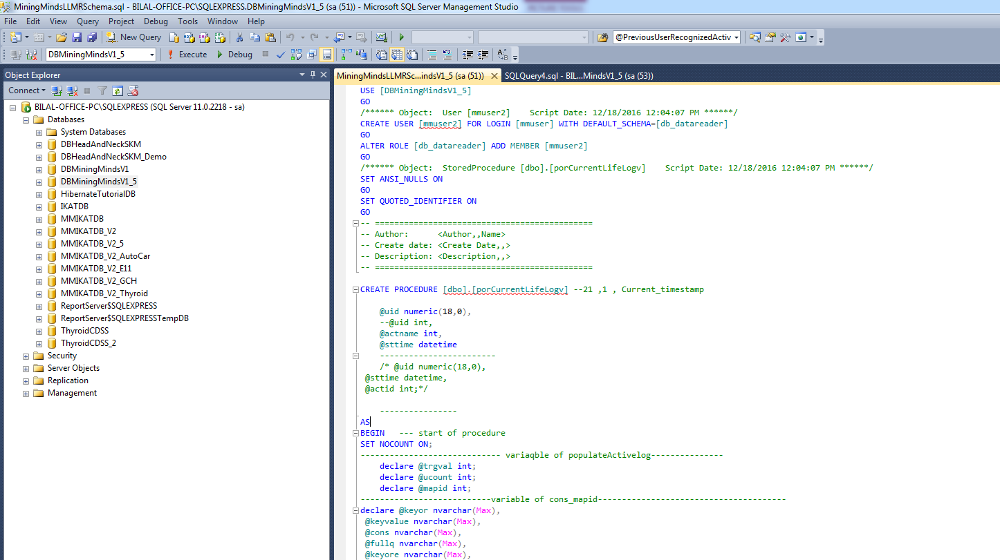 MiningMindsLLMRSchema.sql - BILAL-OFFICE-PC\SQLEXPRESS.DBMiningMindsV1_5 (sa (51)) - Microsoft SQL Server Management Studio
File Edit View Query Project Debug Tools Window Help
New Query @PreviousUserRecognizedActiv
DBMiningMindsV1_5 Execute Debug
Object Explorer
Connect
BILAL-OFFICE-PC\SQLEXPRESS (SQL Server 11.0.2218 - sa)
Databases
System Databases
DBHeadAndNeckSKM
DBHeadAndNeckSKM_Demo
DBMiningMindsV1
DBMiningMindsV1_5
HibernateTutorialDB
IKATDB
MMIKATDB
MMIKATDB_V2
MMIKATDB_V2_5
MMIKATDB_V2_AutoCar
MMIKATDB_V2_E11
MMIKATDB_V2_GCH
MMIKATDB_V2_Thyroid
ReportServer$SQLEXPRESS
ReportServer$SQLEXPRESSTempDB
ThyroidCDSS
ThyroidCDSS_2
Security
Server Objects
Replication
Management
MiningMindsLLMRSc...indsV1_5 (sa (51)) SQLQuery4.sql - BIL...MindsV1_5 (sa (53))
USE [DBMiningMindsV1_5]
GO
/****** Object:  User [mmuser2]    Script Date: 12/18/2016 12:04:07 PM ******/
CREATE USER [mmuser2] FOR LOGIN [mmuser] WITH DEFAULT_SCHEMA=[db_datareader]
GO
ALTER ROLE [db_datareader] ADD MEMBER [mmuser2]
GO
/****** Object:  StoredProcedure [dbo].[porCurrentLifeLogv]    Script Date: 12/18/2016 12:04:07 PM ******/
SET ANSI_NULLS ON
GO
SET QUOTED_IDENTIFIER ON
GO
-- =============================================
-- Author:      <Author,,Name>
-- Create date: <Create Date,,>
-- Description: <Description,,>
-- =============================================
CREATE PROCEDURE [dbo].[porCurrentLifeLogv] --21 ,1 , Current_timestamp
@uid numeric(18,0),
--@uid int,
@actname int,
@sttime datetime
------------------------
/* @uid numeric(18,0),
@sttime datetime,
@actid int;*/
----------------
AS
BEGIN   --- start of procedure
SET NOCOUNT ON;
----------------------------- variaqble of populateActivelog---------------
declare @trgval int;
declare @ucount int;
declare @mapid int;
---------------------------variable of cons_mapid---------------------------------------
declare @keyor nvarchar(Max),
@keyvalue nvarchar(Max),
@cons nvarchar(Max),
@fullq nvarchar(Max),
@keyore nvarchar(Max),